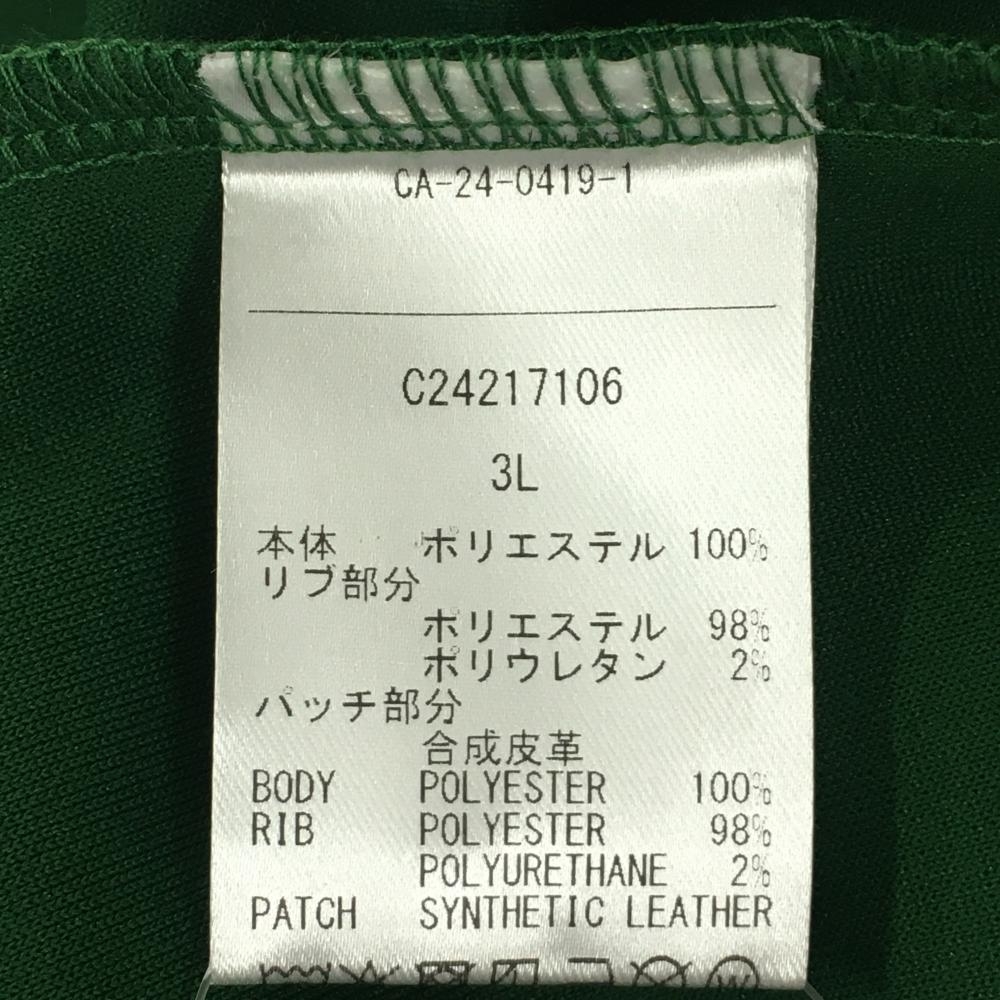 CA-24-0419-1
C24217106
3L
本体 ポリエステル 100%
リブ部分
ポリエステル 98%
ポリウレタン 2%
パッチ部分
合成皮革
BODY POLYESTER 100%
RIB POLYESTER 98%
POLYURETHANE 2%
PATCH SYNTHETIC LEATHER